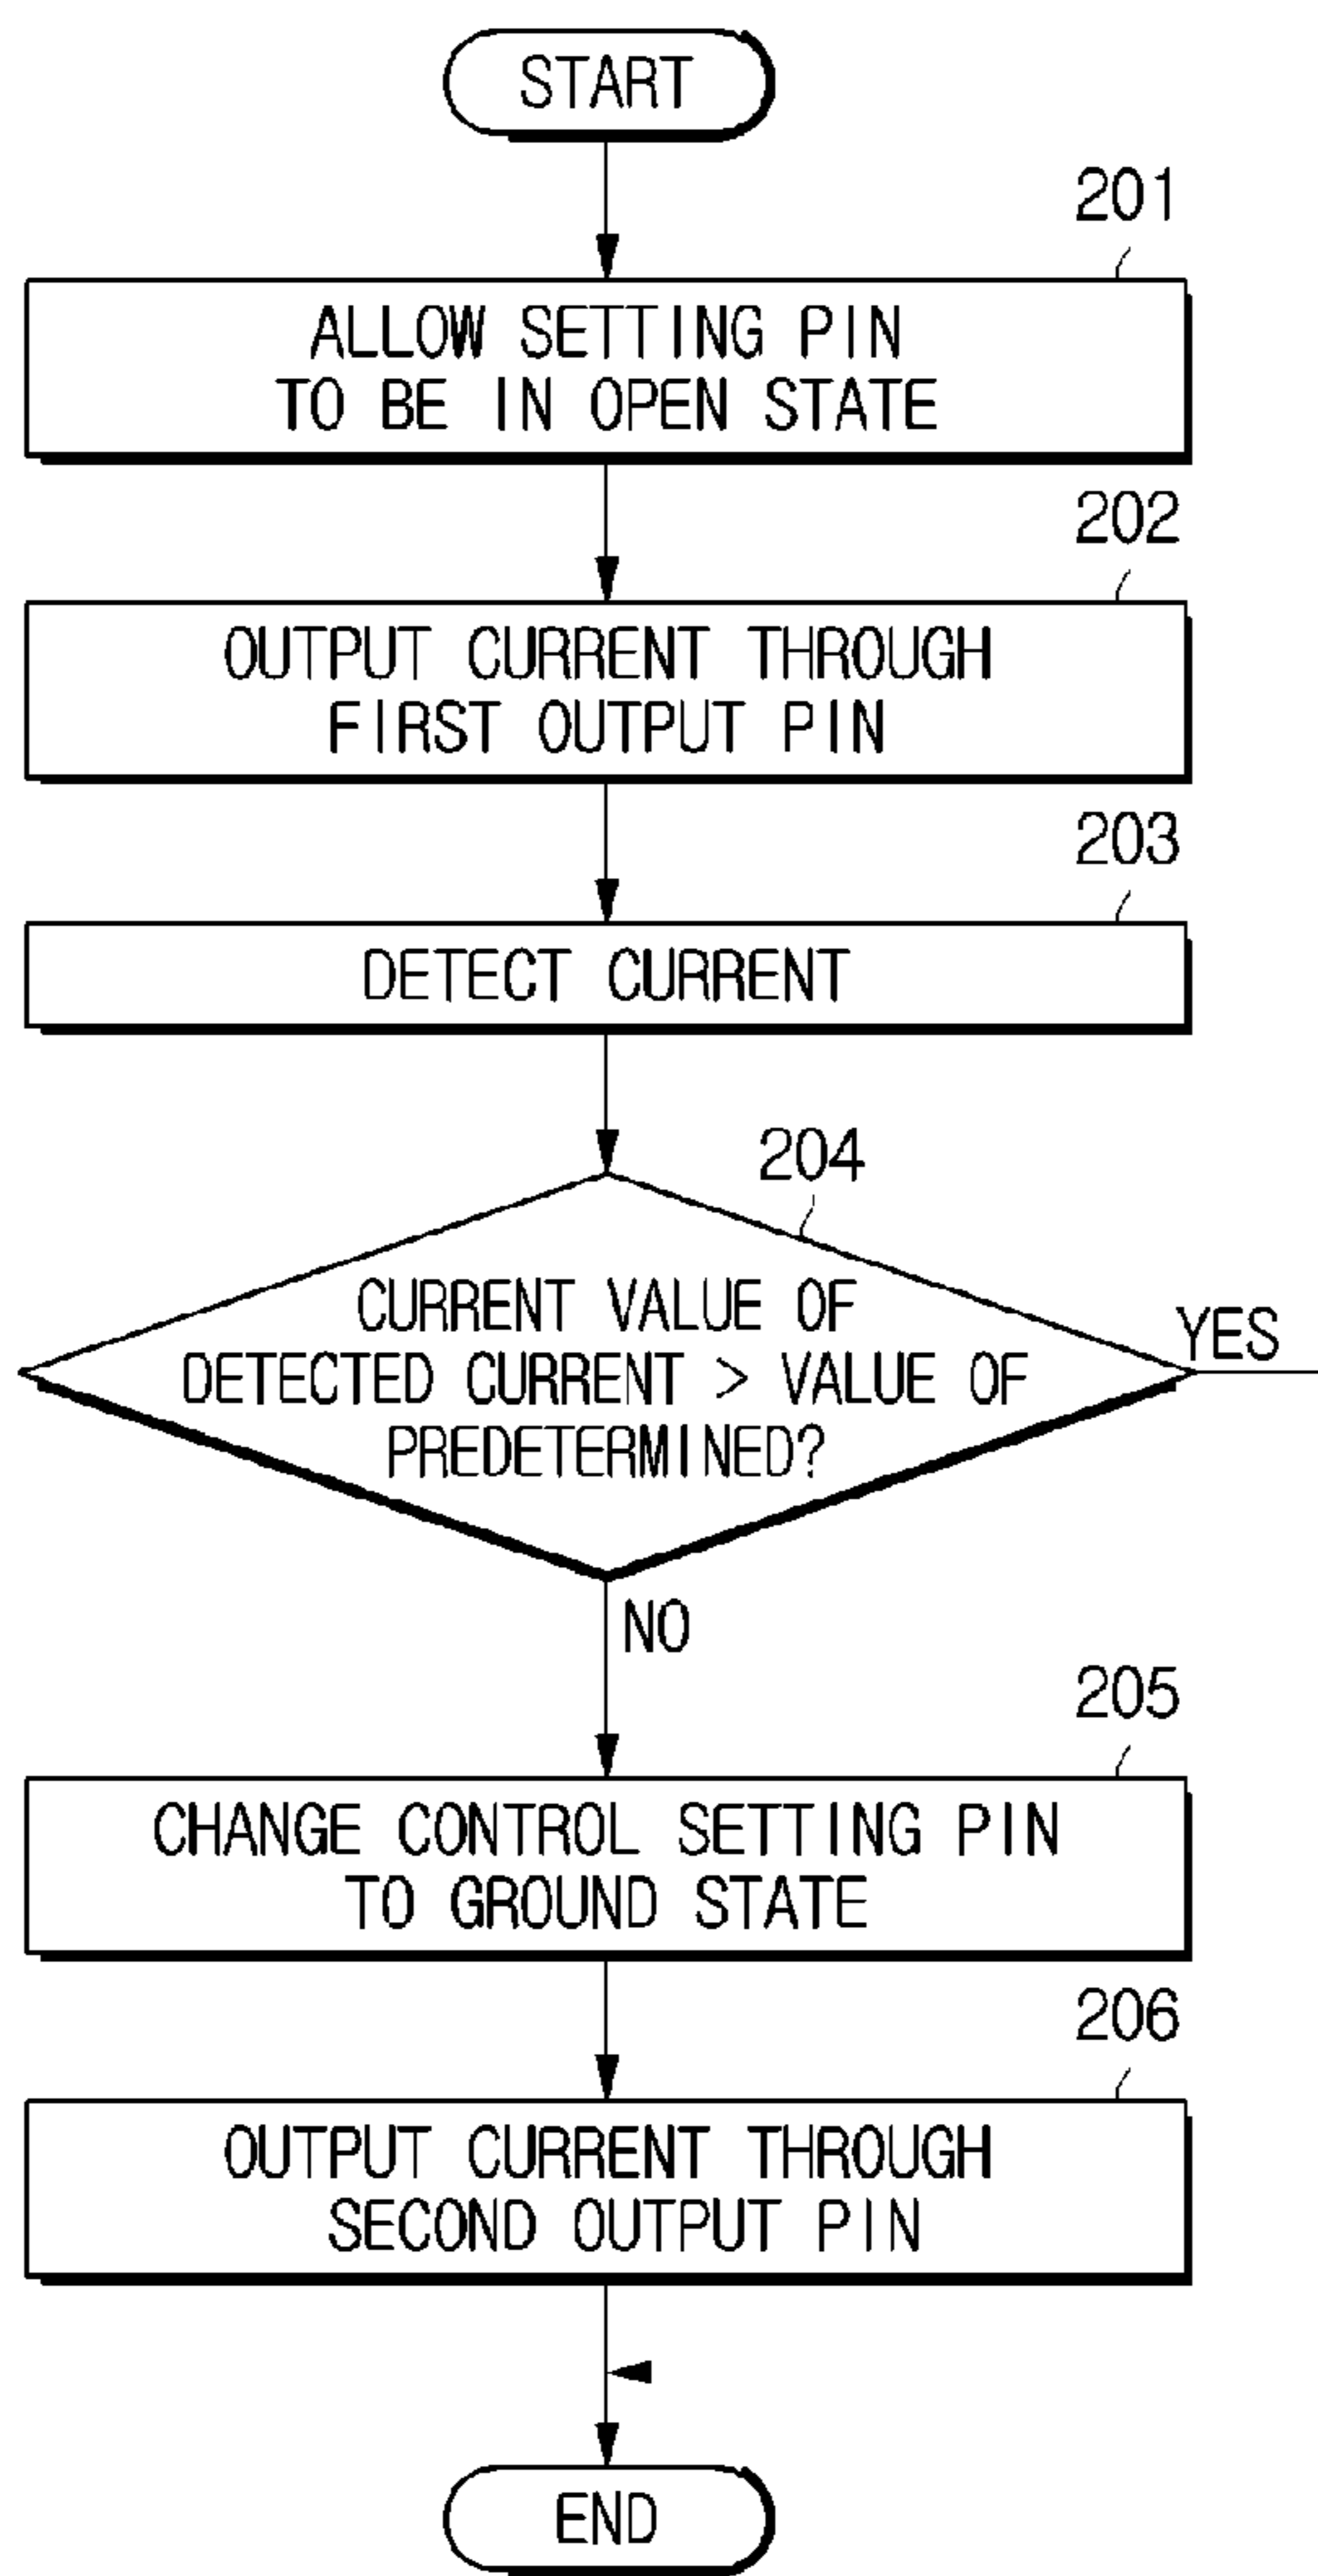 START
201
ALLOW SETTING PIN
TO BE IN OPEN STATE
202
OUTPUT CURRENT THROUGH
FIRST OUTPUT PIN
203
DETECT CURRENT
204
CURRENT VALUE OF
DETECTED CURRENT > VALUE OF
PREDETERMINED?
YES
NO
205
CHANGE CONTROL SETTING PIN
TO GROUND STATE
206
OUTPUT CURRENT THROUGH
SECOND OUTPUT PIN
END